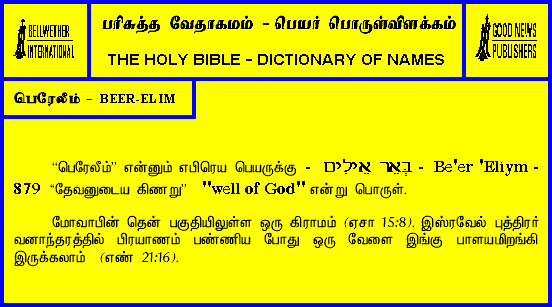 BELLWETHER
INTERNATIONAL
பரிசுத்த வேதாகமம் - பெயர் பொருள்விளக்கம்
THE HOLY BIBLE - DICTIONARY OF NAMES
GOOD NEWS
PUBLISHERS
பெரேலீம் - BEER-ELIM
“பெரேலீம்” என்னும் எபிரெய பெயருக்கு - בְּאֵר אֵילִים - Be'er 'Eliym -
879 “தேவனுடைய கிணறு” "well of God" என்று பொருள்.
மோவாபின் தென் பகுதியிலுள்ள ஒரு கிராமம் (ஏசா 15:8). இஸ்ரவேல் புத்திரர்
வனாந்தரத்தில் பிரயாணம் பண்ணிய போது ஒரு வேளை இங்கு பாளயமிறங்கி
இருக்கலாம் (எண் 21:16).